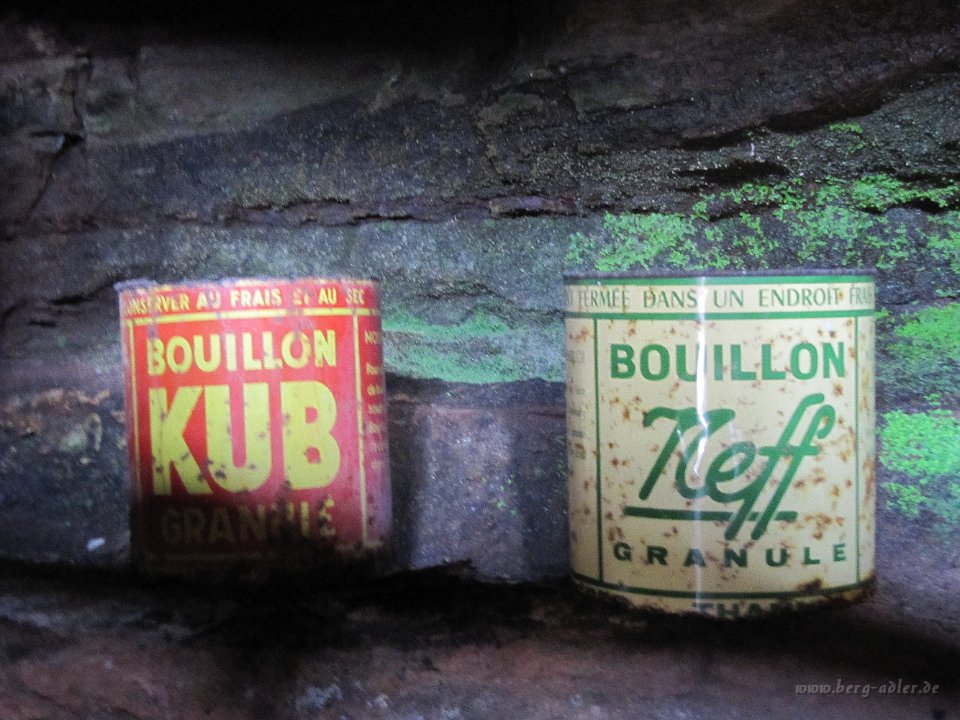 CONSERVER AU FRAIS ET AU SEC
BOUILLON
KUB
GRANULÉ
FERMÉE DANS UN ENDROIT FRAIS
BOUILLON
Neff
GRANULÉ
www.berg-adler.de